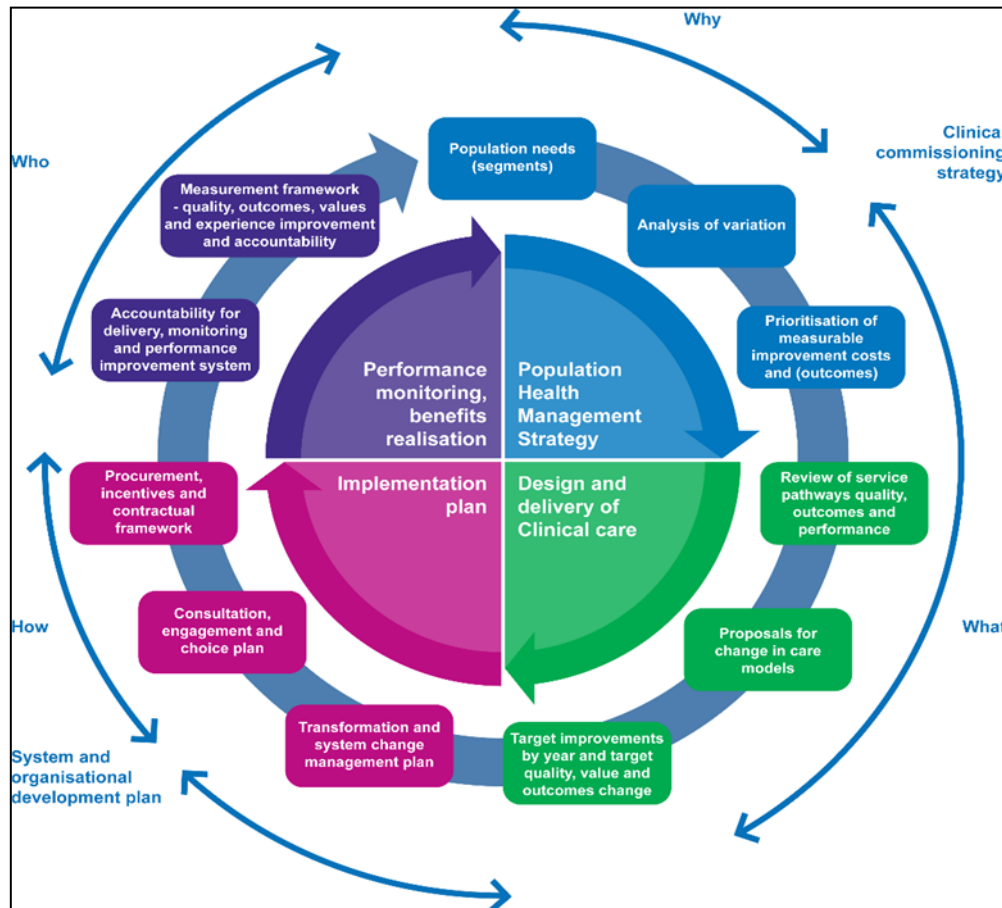 Why
Who
Clinical
commissioning
strategy
Population needs
(segments)
Measurement framework
- quality, outcomes, values
and experience improvement
and accountability
Analysis of variation
Accountability for
delivery, monitoring
and performance
improvement system
Prioritisation of
measurable
improvement costs
and (outcomes)
Performance
monitoring,
benefits
realisation
Population
Health
Management
Strategy
Procurement,
incentives and
contractual
framework
Implementation
plan
Design and
delivery of
Clinical care
Review of service
pathways quality,
outcomes and
performance
How
Consultation,
engagement and
choice plan
Proposals for
change in care
models
What
System and
organisational
development plan
Transformation and
system change
management plan
Target improvements
by year and target
quality, value and
outcomes change